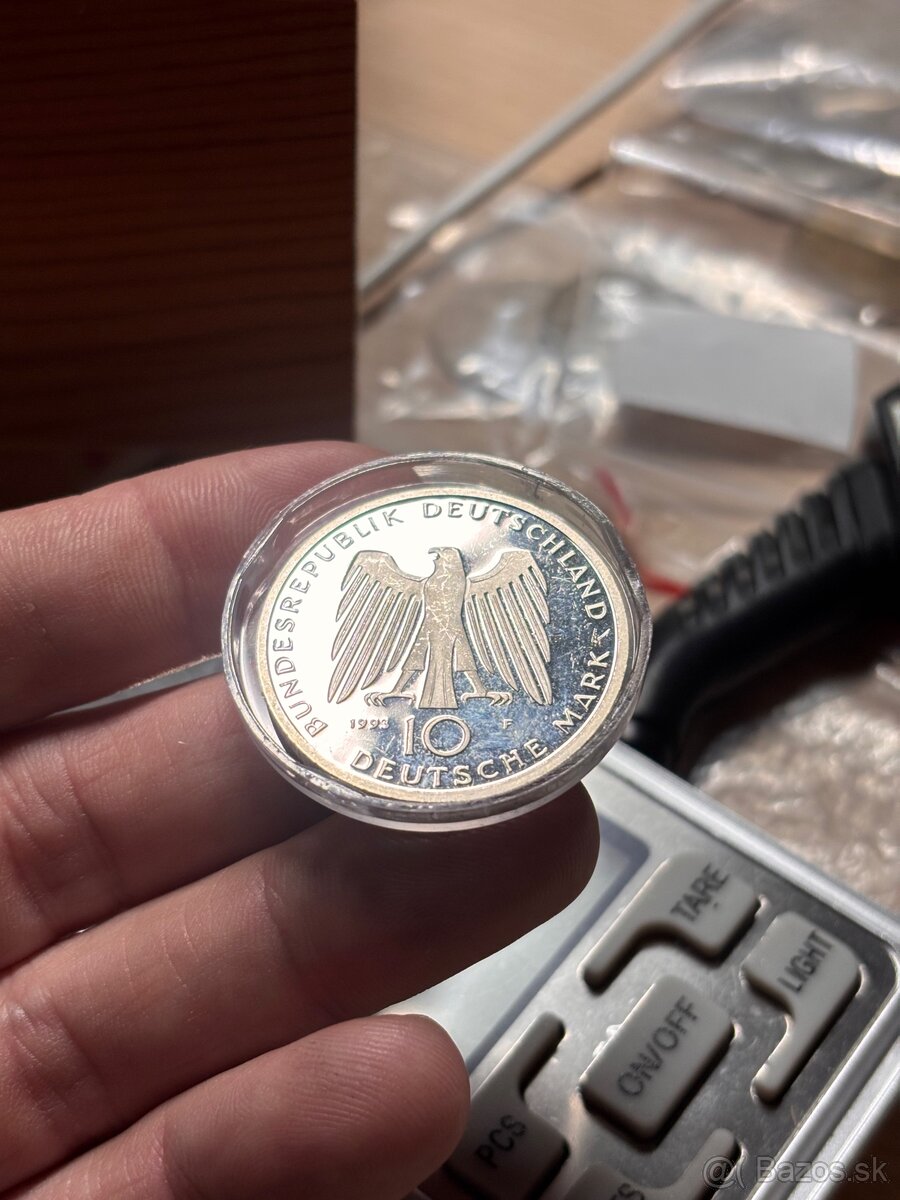 BUNDESREPUBLIK DEUTSCHLAND
1993 10 F
DEUTSCHE MARK
TARE
LIGHT
ON/OFF
PCS
@( Bazos.sk